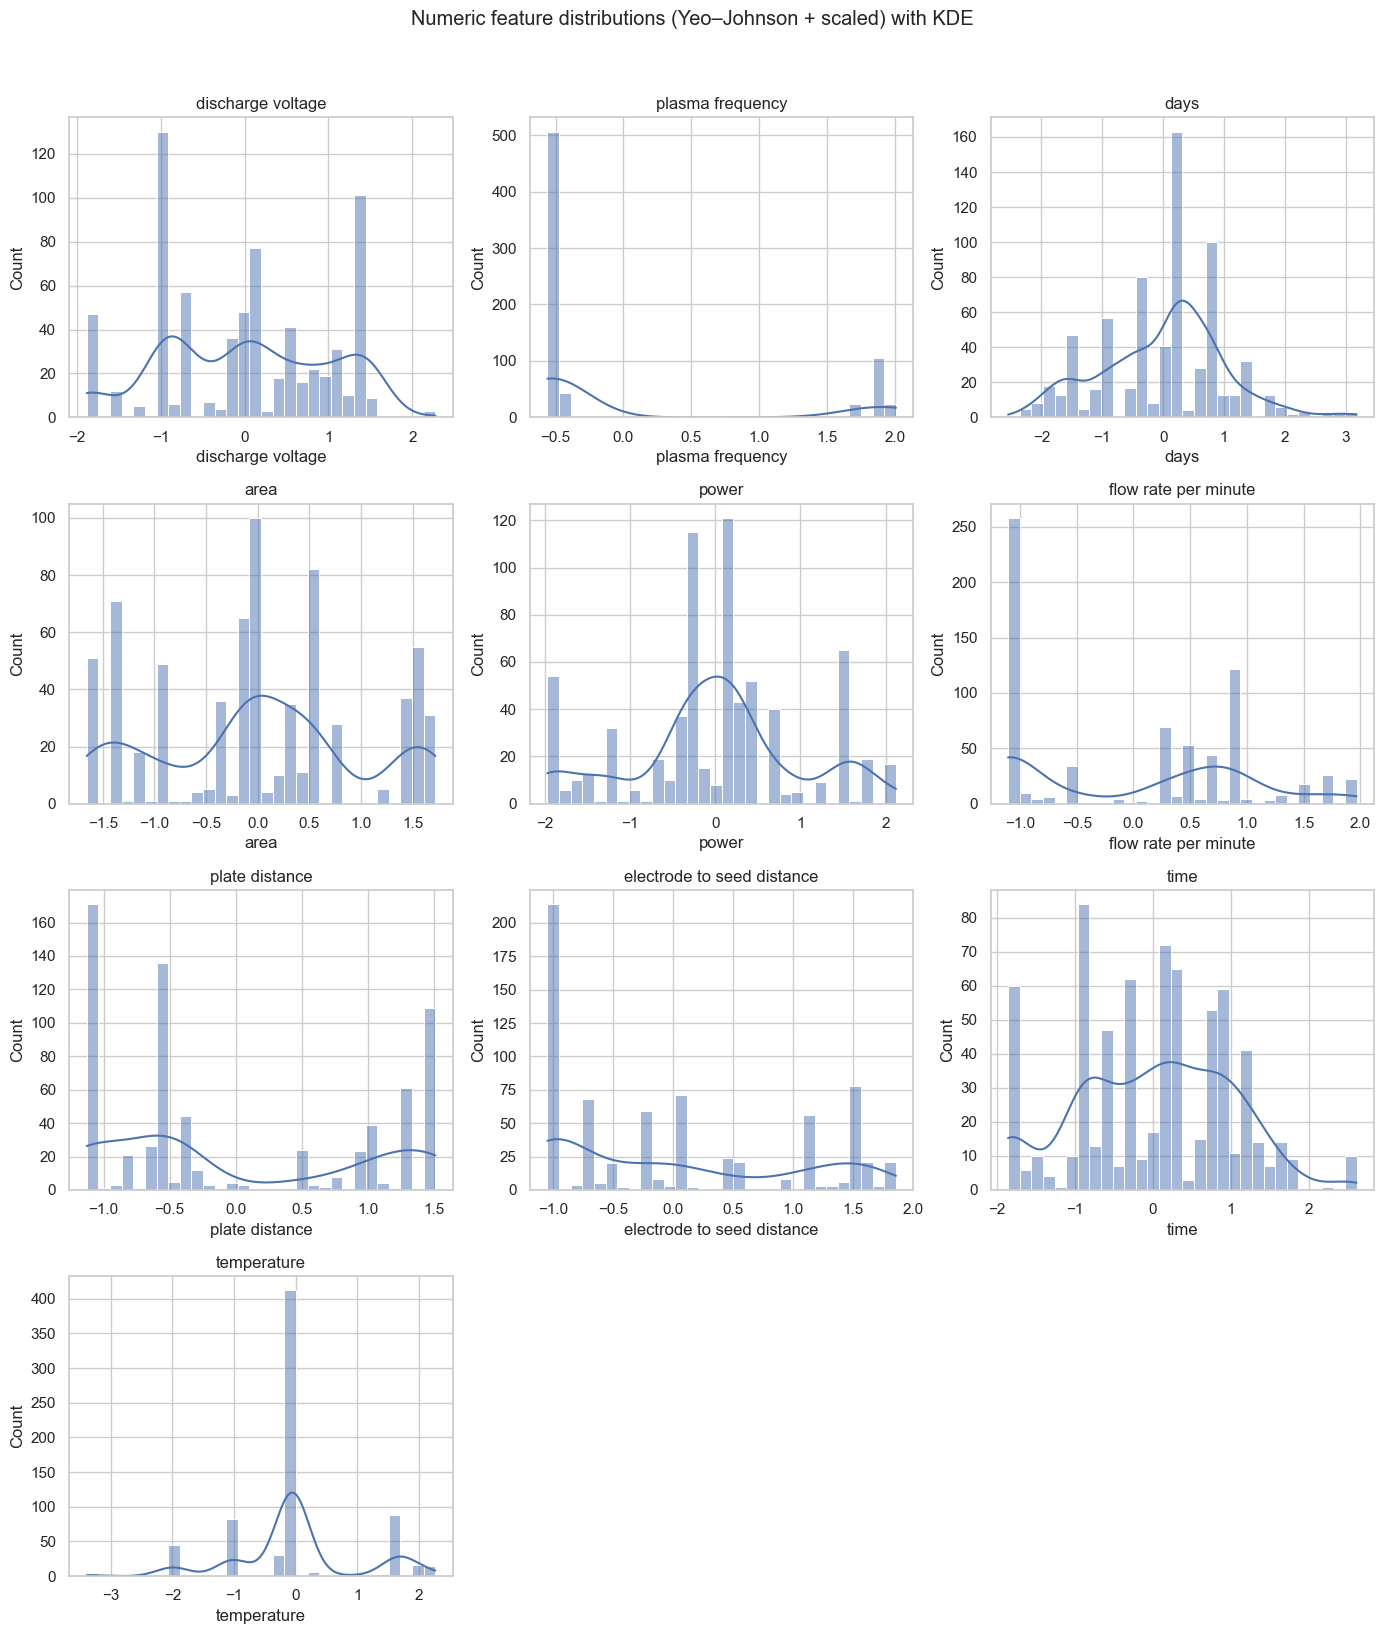 Numeric feature distributions (Yeo–Johnson + scaled) with KDE
discharge voltage
Count
0 20 40 60 80 100 120
−2 −1 0 1 2
discharge voltage
plasma frequency
Count
0 100 200 300 400 500
−0.5 0.0 0.5 1.0 1.5 2.0
plasma frequency
days
Count
0 20 40 60 80 100 120 140 160
−2 −1 0 1 2 3
days
area
Count
0 20 40 60 80 100
−1.5 −1.0 −0.5 0.0 0.5 1.0 1.5
area
power
Count
0 20 40 60 80 100 120
−2 −1 0 1 2
power
flow rate per minute
Count
0 50 100 150 200 250
−1.0 −0.5 0.0 0.5 1.0 1.5 2.0
flow rate per minute
plate distance
Count
0 20 40 60 80 100 120 140 160
−1.0 −0.5 0.0 0.5 1.0 1.5
plate distance
electrode to seed distance
Count
0 25 50 75 100 125 150 175 200
−1.0 −0.5 0.0 0.5 1.0 1.5 2.0
electrode to seed distance
time
Count
0 10 20 30 40 50 60 70 80
−2 −1 0 1 2
time
temperature
Count
0 50 100 150 200 250 300 350 400
−3 −2 −1 0 1 2
temperature